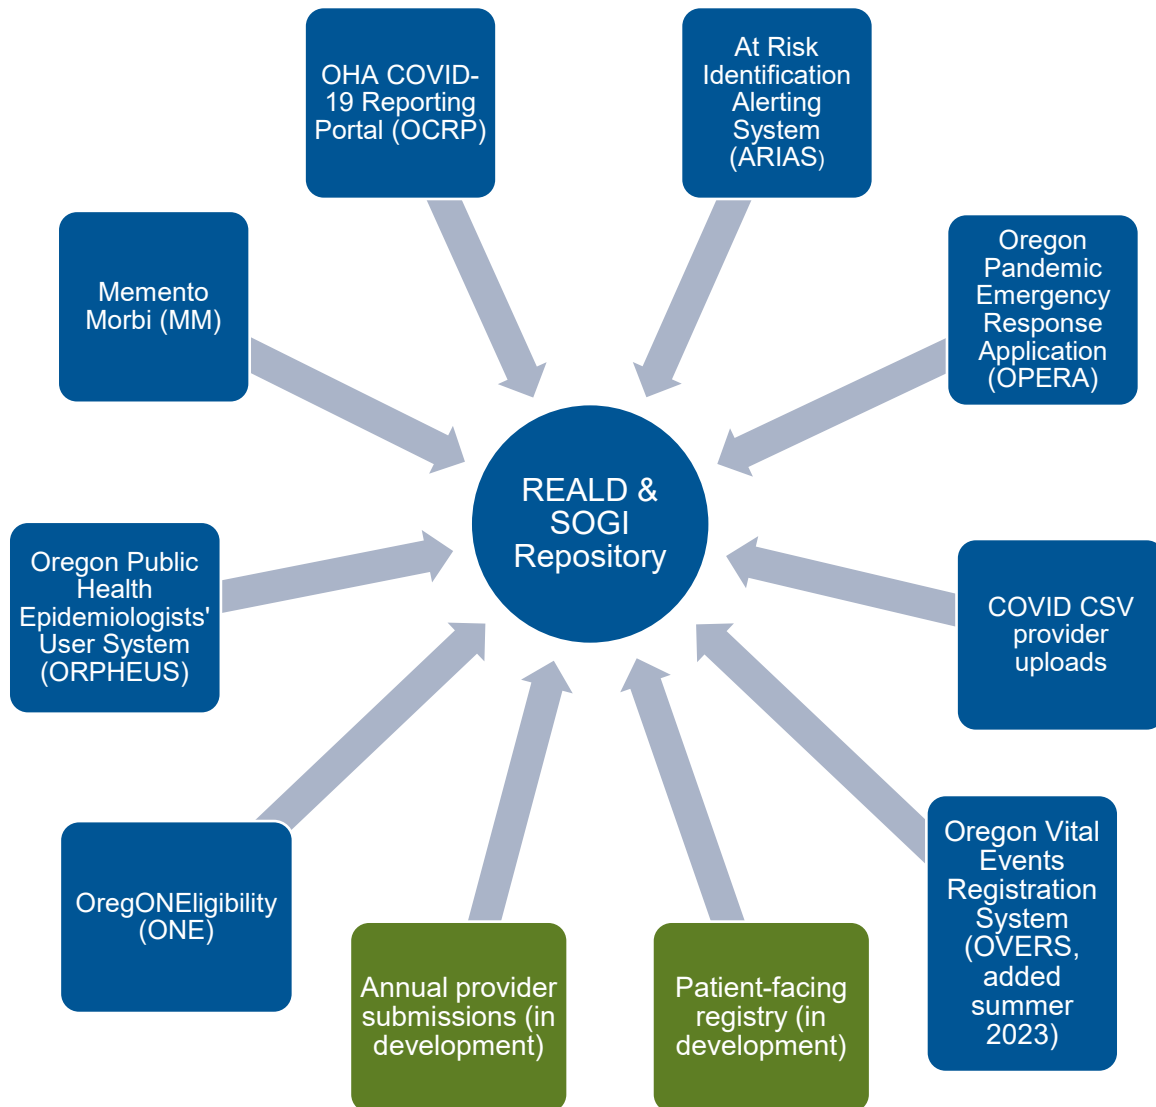 OHA COVID-
19 Reporting
Portal (OCRP)
At Risk
Identification
Alerting
System
(ARIAS)
Memento
Morbi (MM)
Oregon
Pandemic
Emergency
Response
Application
(OPERA)
REALD &
SOGI
Repository
Oregon Public
Health
Epidemiologists'
User System
(ORPHEUS)
COVID CSV
provider
uploads
OregONEligibility
(ONE)
Annual provider
submissions (in
development)
Patient-facing
registry (in
development)
Oregon Vital
Events
Registration
System
(OVERS,
added
summer
2023)